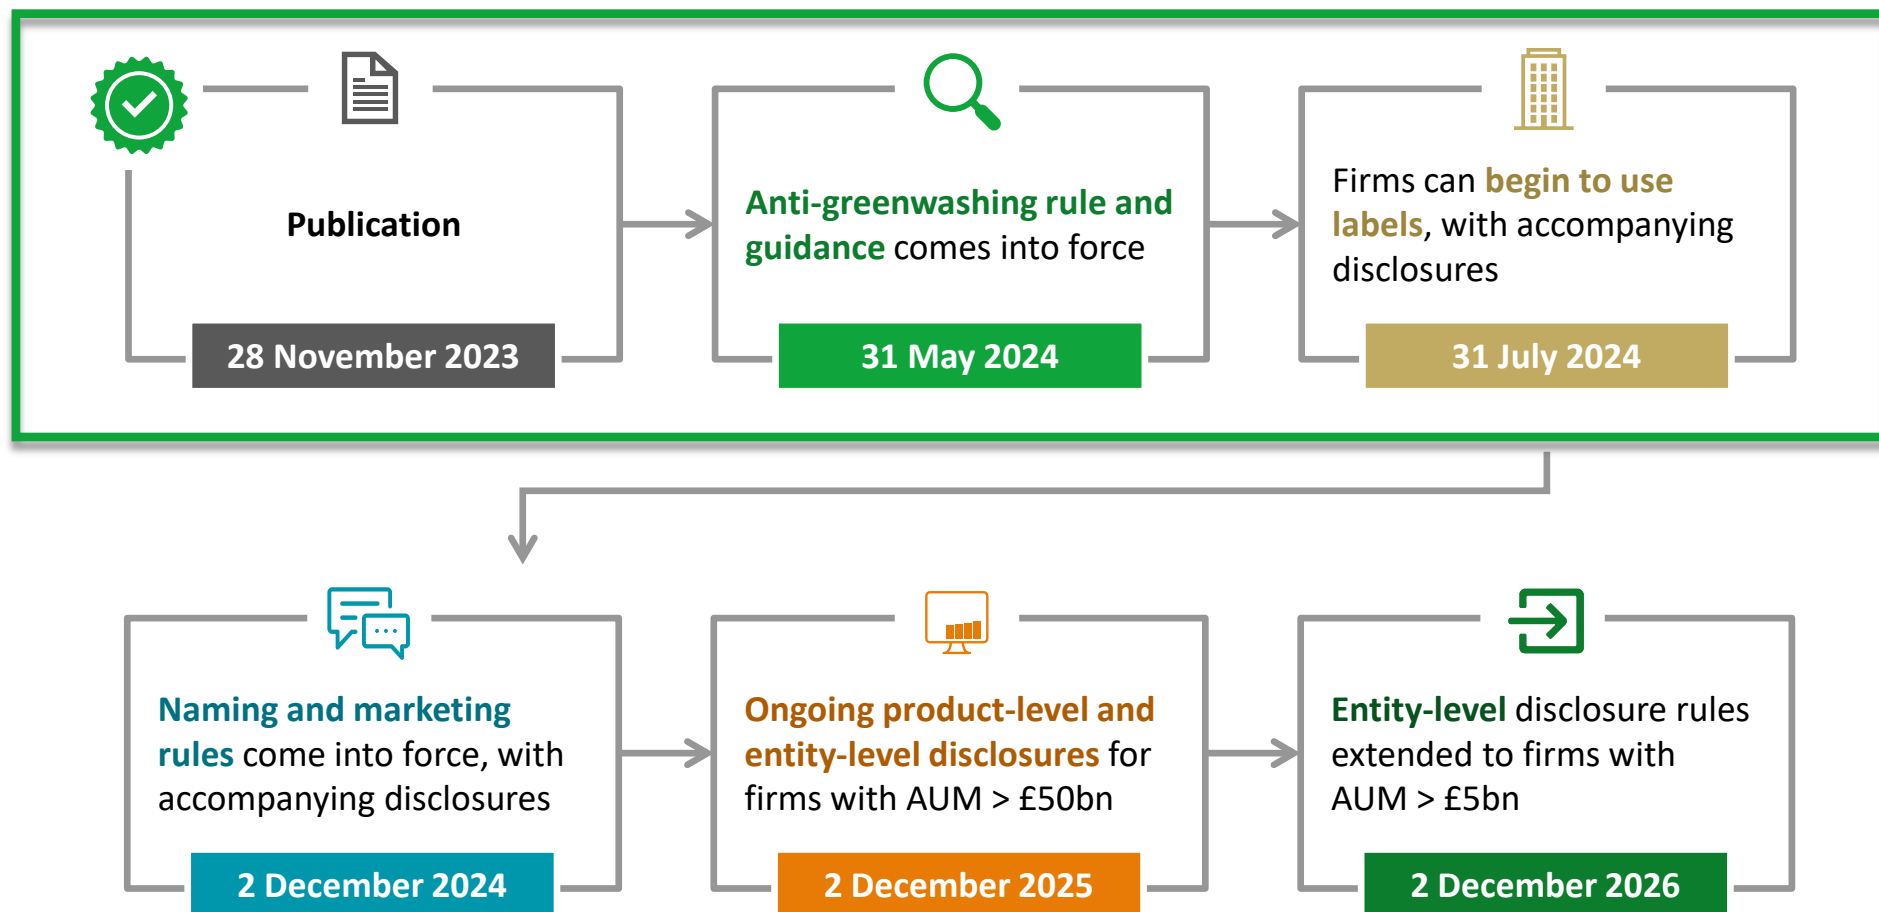 Publication
28 November 2023
Anti-greenwashing rule and
guidance comes into force
31 May 2024
Firms can begin to use
labels, with accompanying
disclosures
31 July 2024
Naming and marketing
rules come into force, with
accompanying disclosures
2 December 2024
Ongoing product-level and
entity-level disclosures for
firms with AUM > £50bn
2 December 2025
Entity-level disclosure rules
extended to firms with
AUM > £5bn
2 December 2026